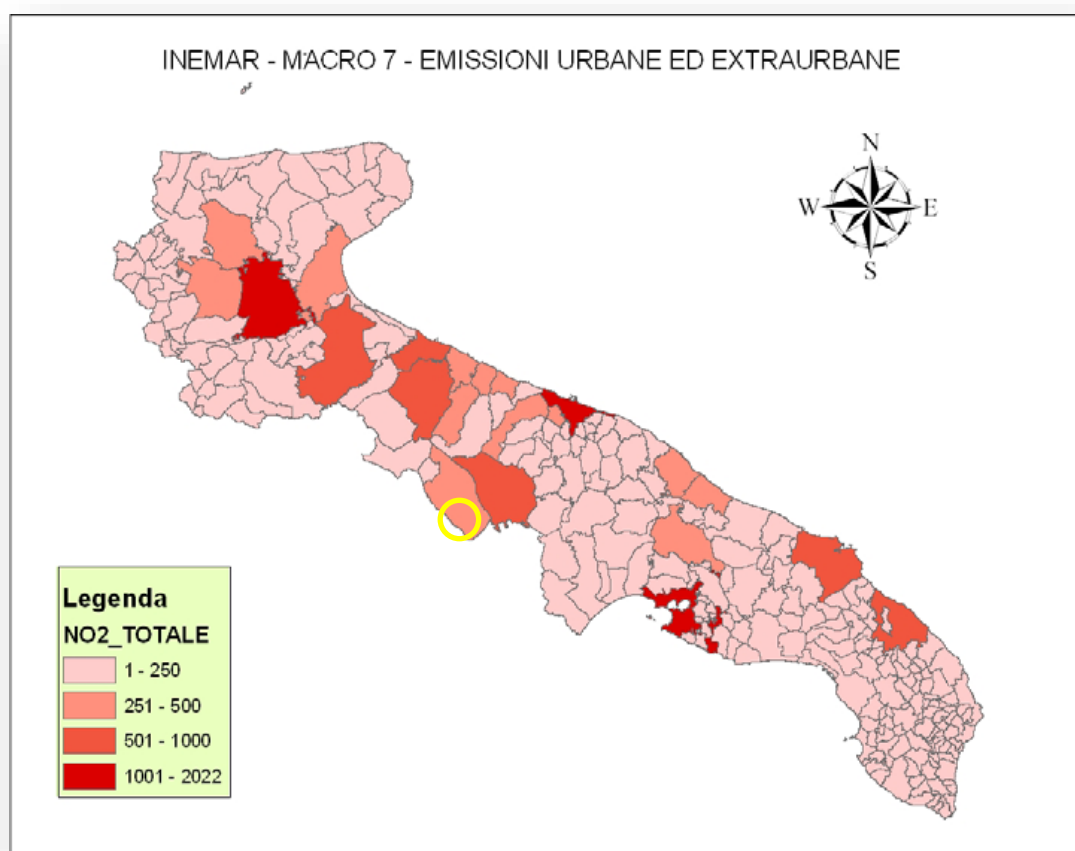 INEMAR - MACRO 7 - EMISSIONI URBANE ED EXTRAURBANE
N
W E
S
Legenda
NO2_TOTALE
1 - 250
251 - 500
501 - 1000
1001 - 2022